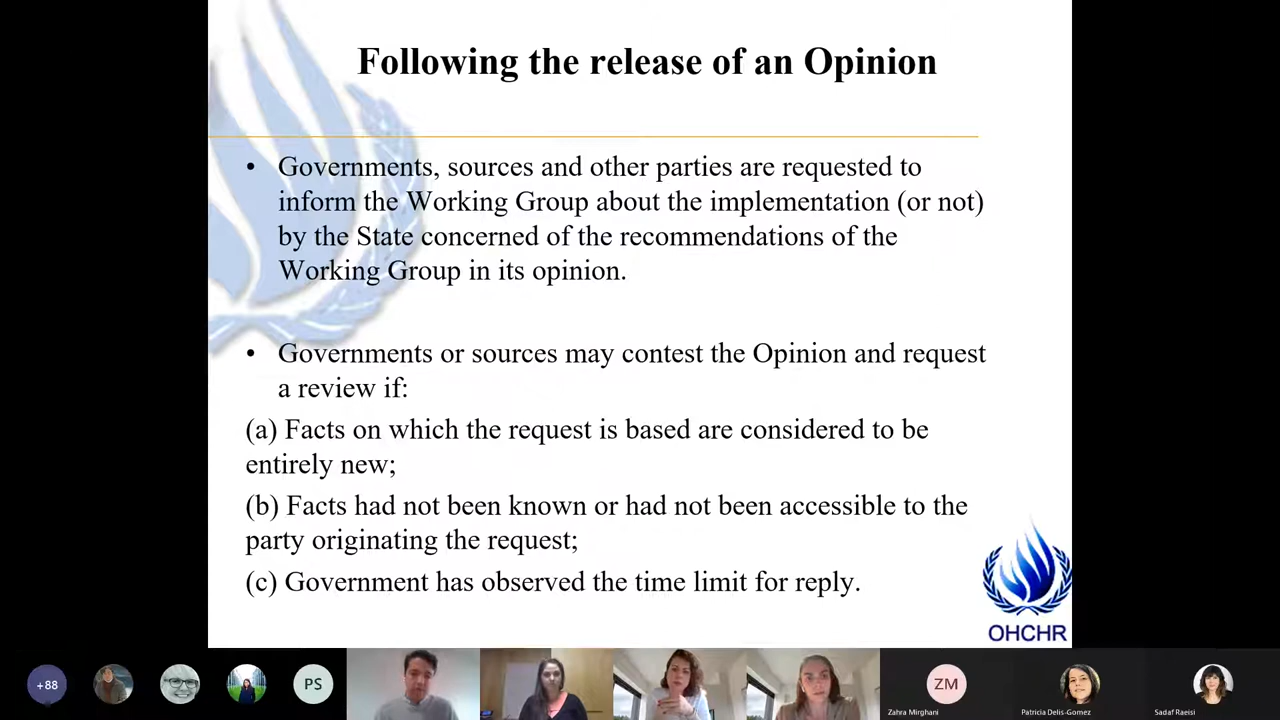 Following the release of an Opinion
• Governments, sources and other parties are requested to
inform the Working Group about the implementation (or not)
by the State concerned of the recommendations of the
Working Group in its opinion.
• Governments or sources may contest the Opinion and request
a review if:
(a) Facts on which the request is based are considered to be
entirely new;
(b) Facts had not been known or had not been accessible to the
party originating the request;
(c) Government has observed the time limit for reply.
OHCHR
+88
PS
ZM
Zahra Mirghani
Patricia Delis-Gomez
Sadaf Raeisi